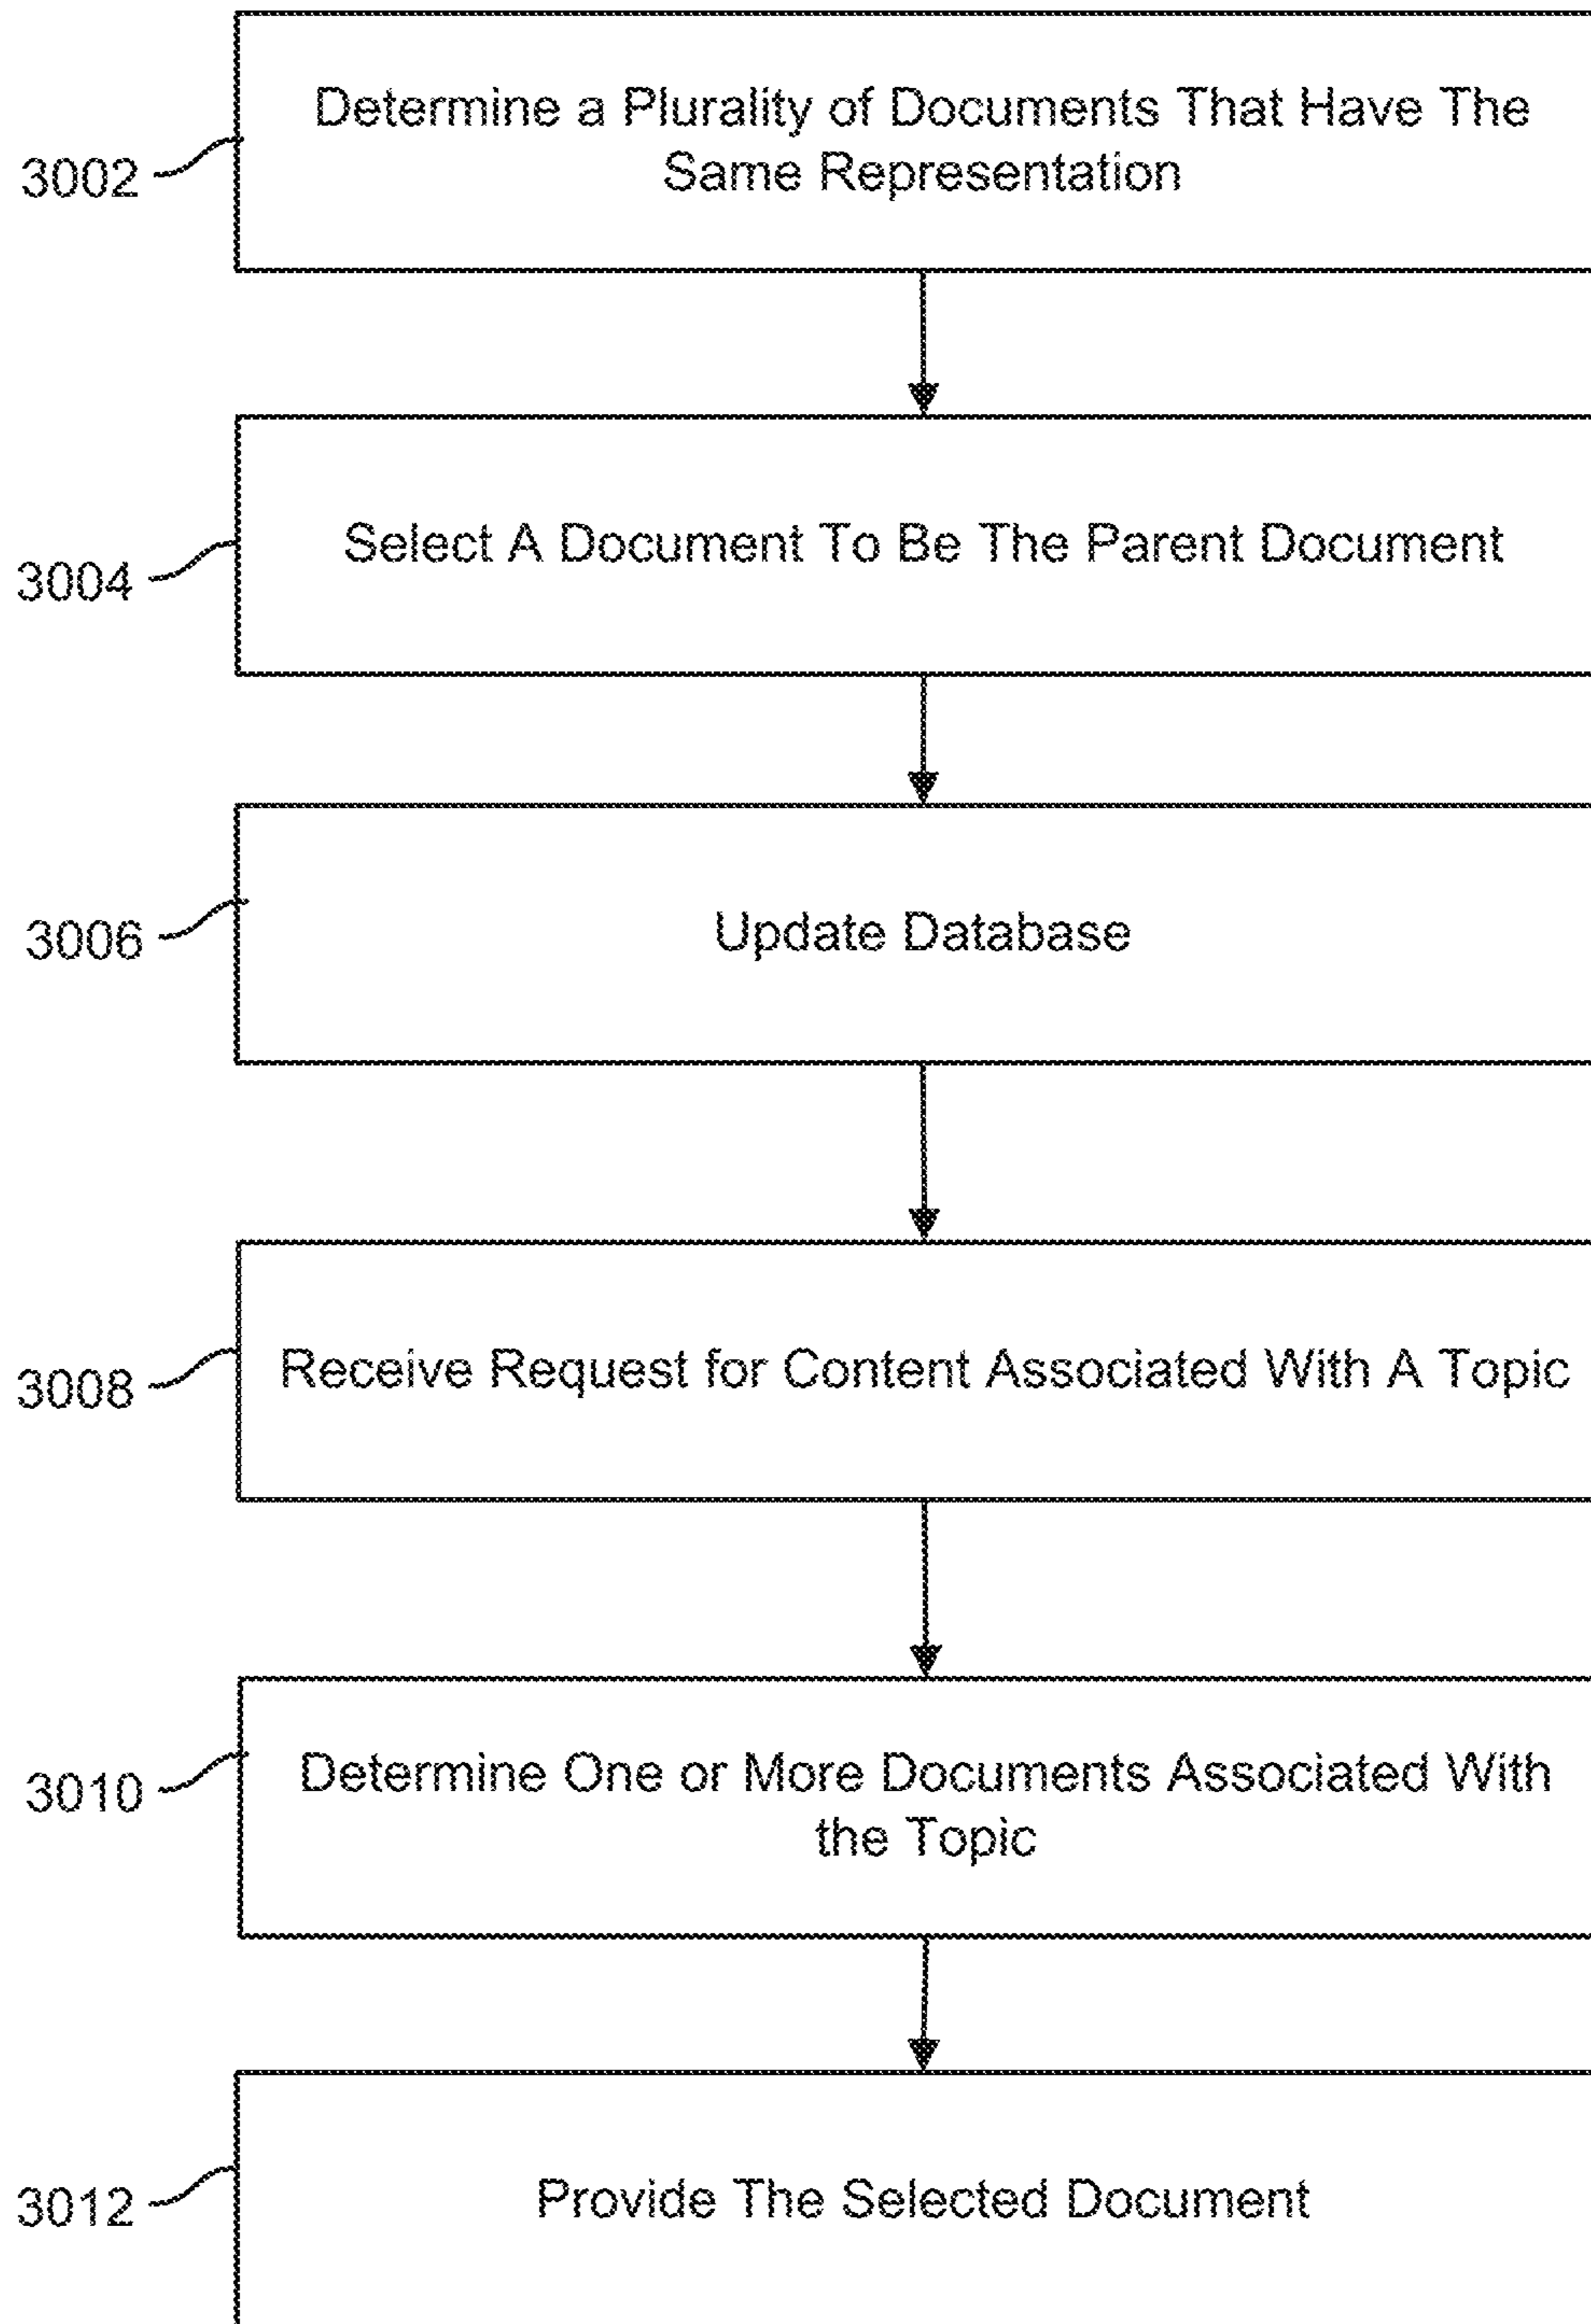 Determine a Plurality of Documents That Have The
Same Representation
3002
Select A Document To Be The Parent Document
3004
Update Database
3006
Receive Request for Content Associated With A Topic
3008
Determine One or More Documents Associated With
the Topic
3010
Provide The Selected Document
3012